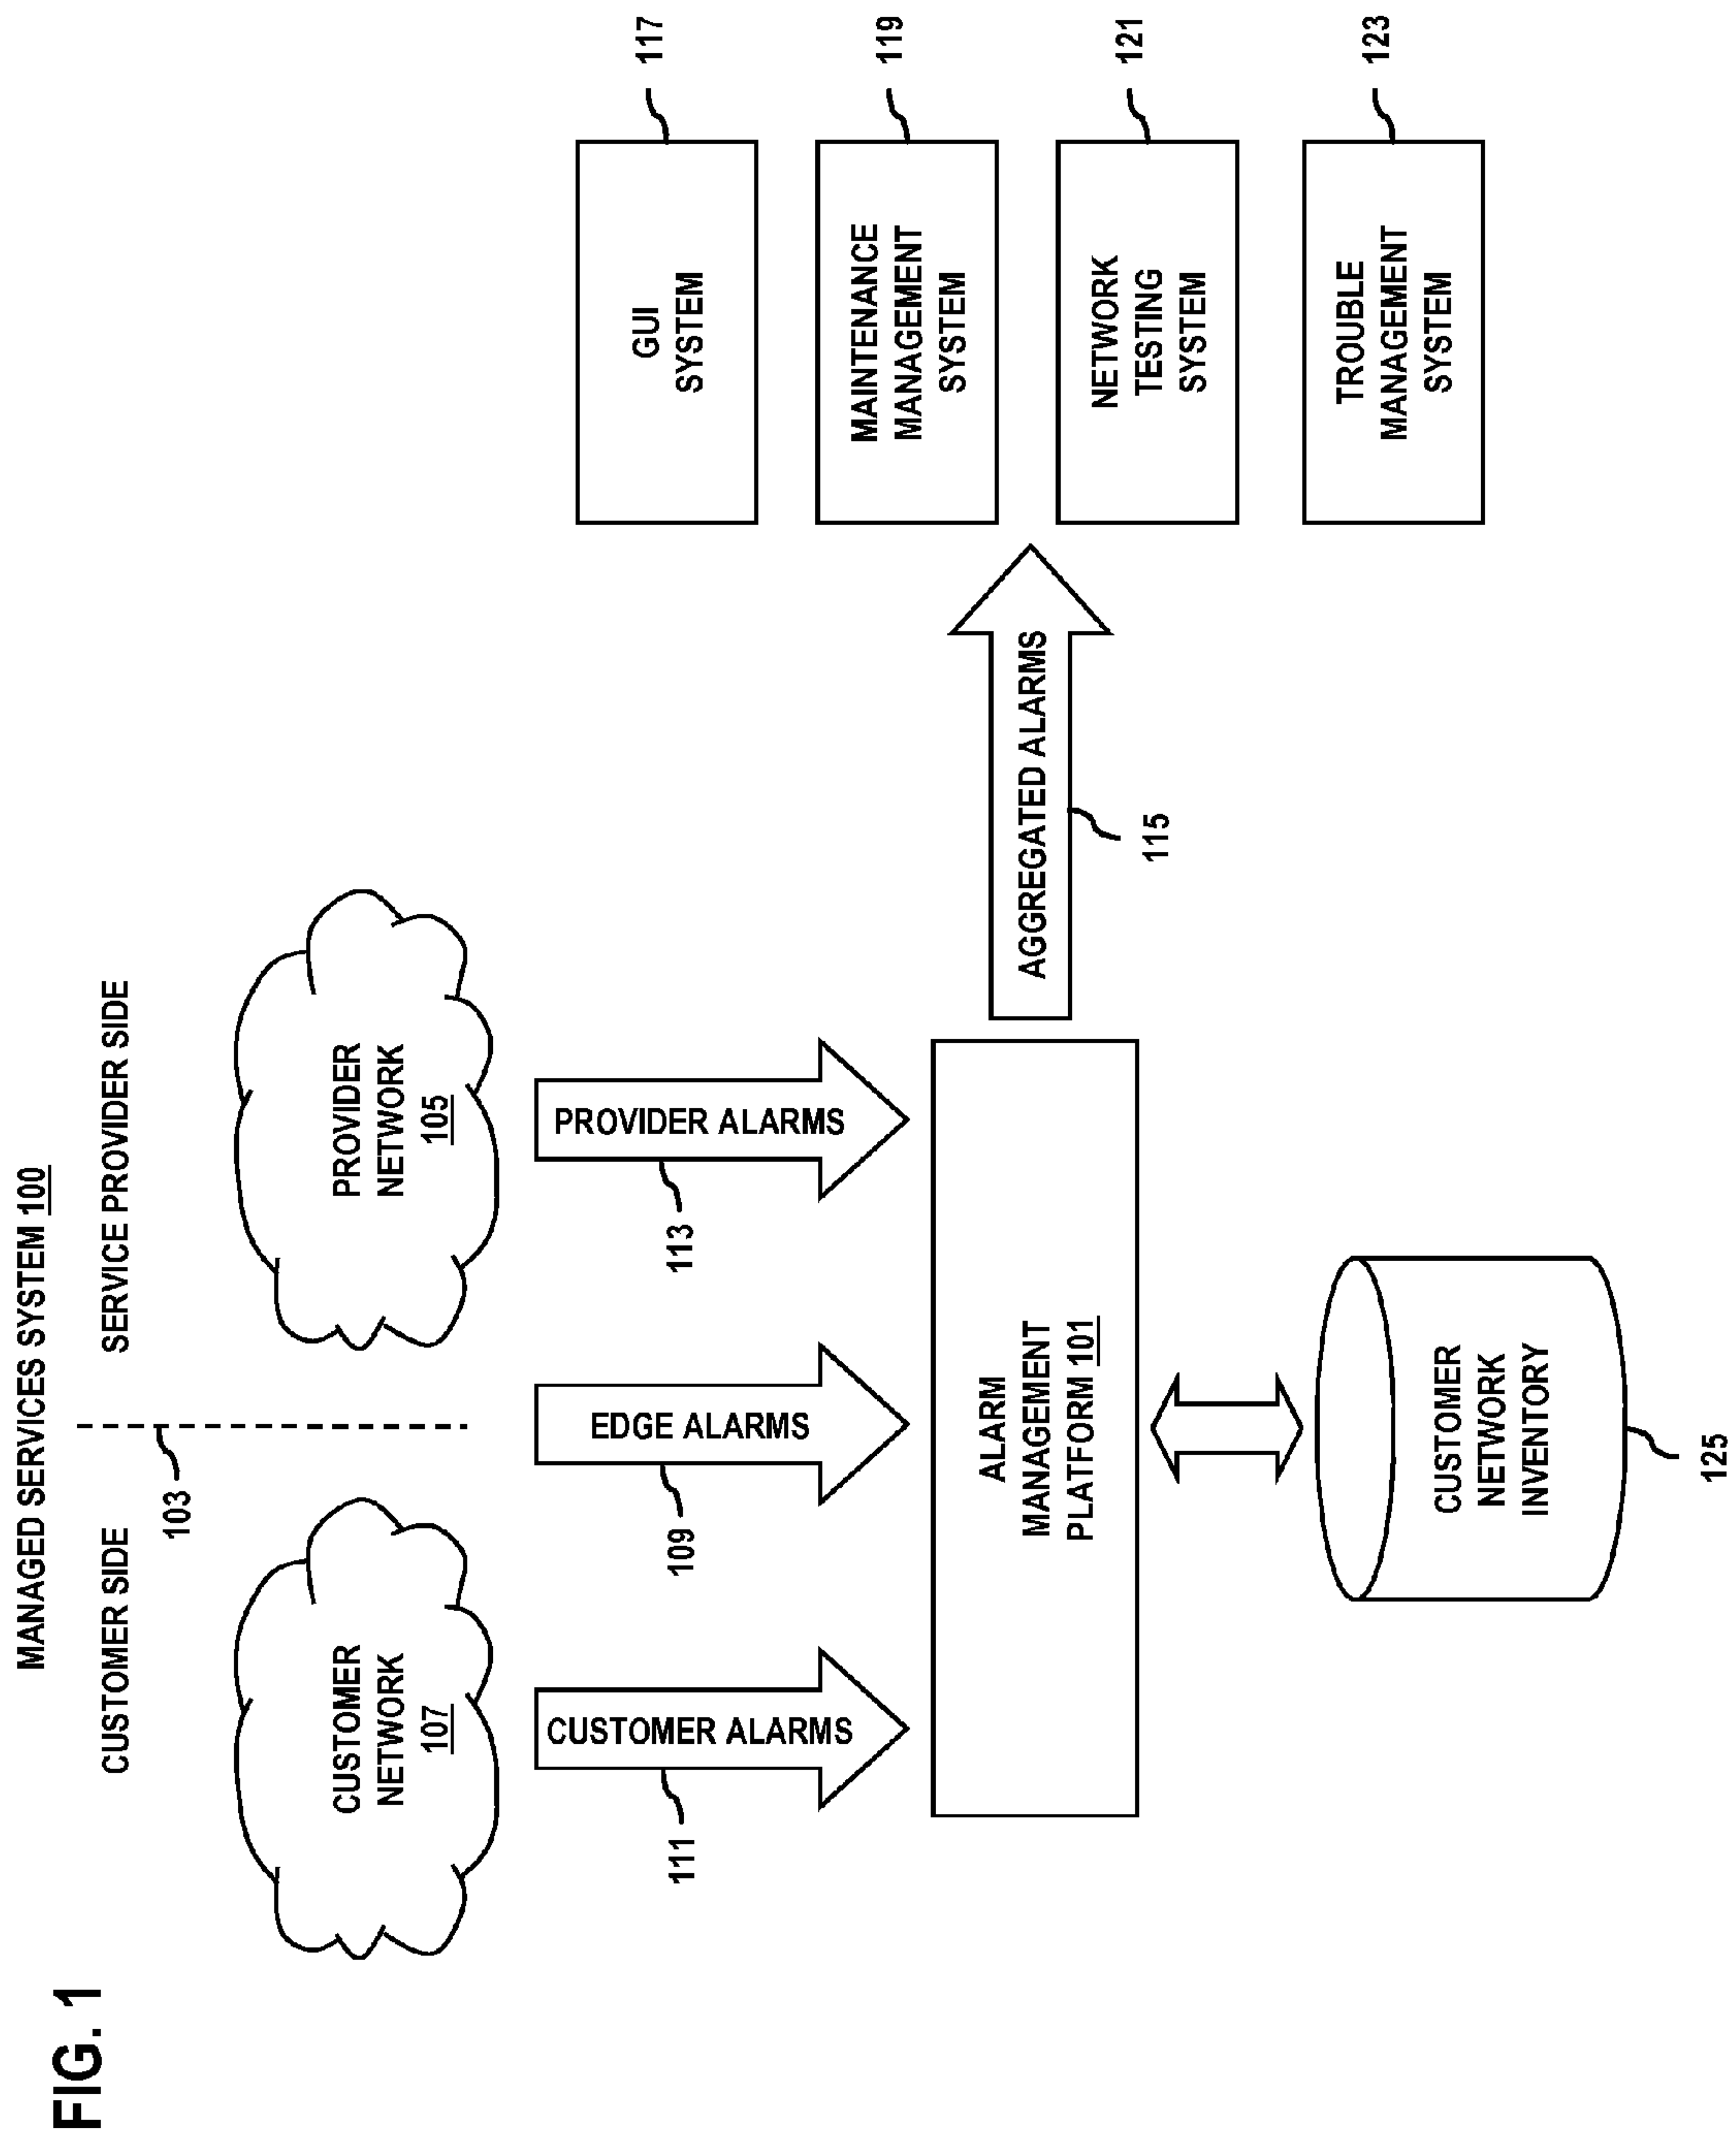 FIG. 1
MANAGED SERVICES SYSTEM 100
CUSTOMER SIDE
SERVICE PROVIDER SIDE
103
CUSTOMER
NETWORK
107
PROVIDER
NETWORK
105
CUSTOMER ALARMS
EDGE ALARMS
PROVIDER ALARMS
111
109
113
ALARM
MANAGEMENT
PLATFORM 101
AGGREGATED ALARMS
115
GUI
SYSTEM
117
MAINTENANCE
MANAGEMENT
SYSTEM
119
NETWORK
TESTING
SYSTEM
121
TROUBLE
MANAGEMENT
SYSTEM
123
CUSTOMER
NETWORK
INVENTORY
125